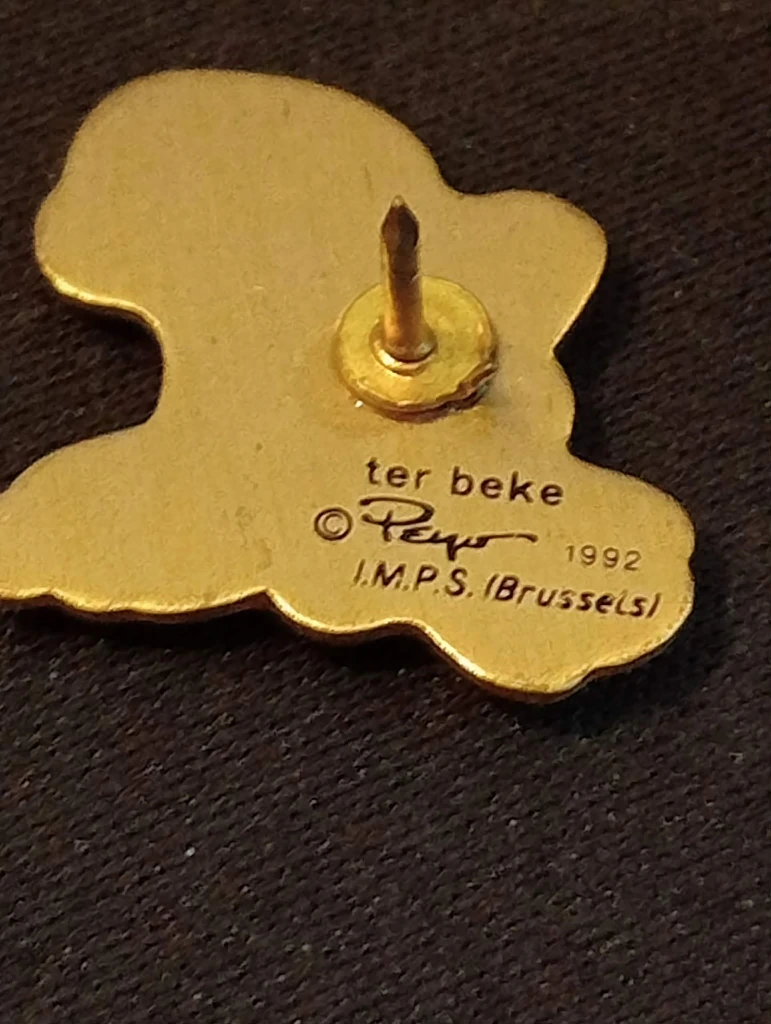 ter beke
© Peyo 1992
I.M.P.S. (Brussels)